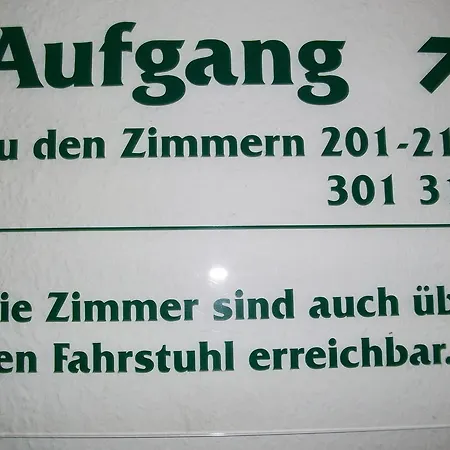 Aufgang
u den Zimmern 201-21
301 31
ie Zimmer sind auch üb
en Fahrstuhl erreichbar.